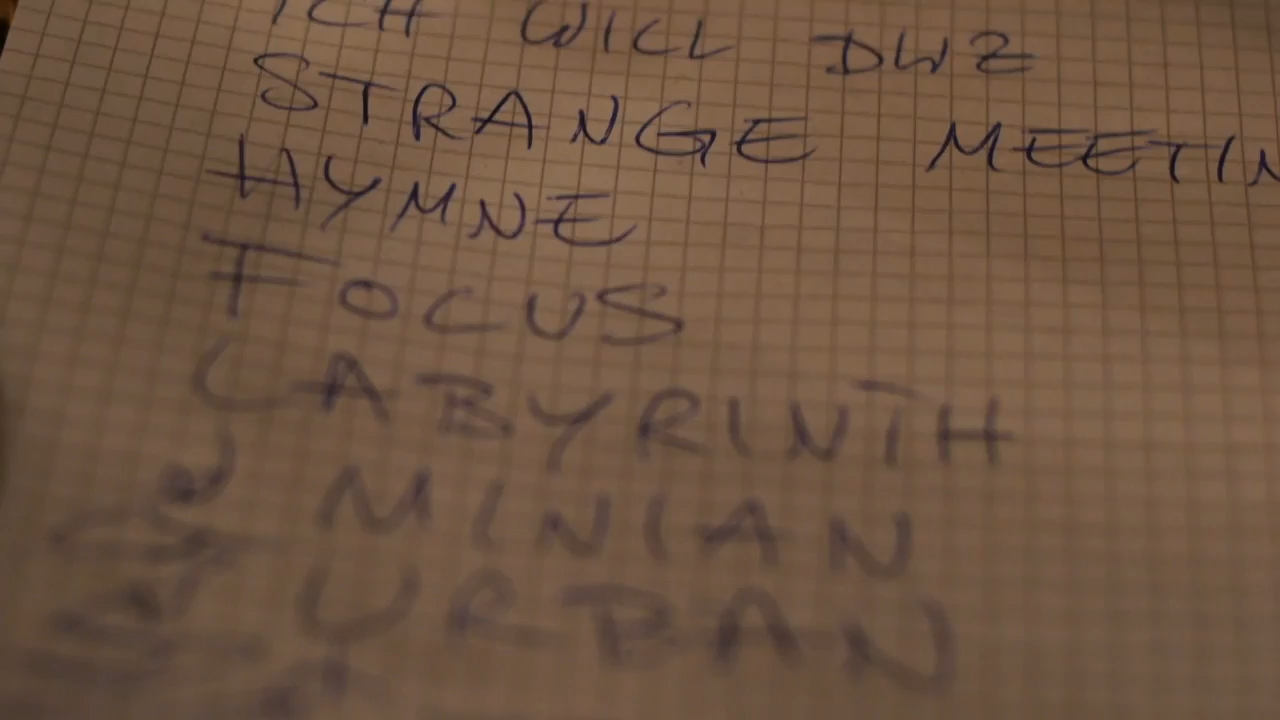 ICH WILL DWZ
STRANGE MEETIN
HYMNE
FOCUS
LABYRINTH
MINIAN
URBAN